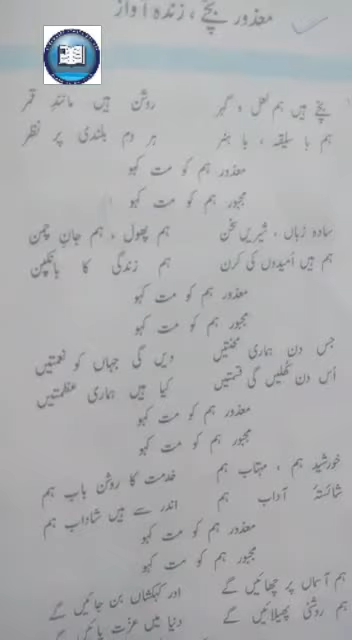 معذور بچے ، زندہ آواز
بچے ہیں ہم لعل و گہر روشن ہیں مانندِ قمر
ہم با سلیقہ ، با ہنر ہر دم بلندی پر نظر
معذور ہم کو مت کہو
مجبور ہم کو مت کہو
سادہ زباں ، شیریں سخن ہم پھول ، ہم جانِ چمن
ہم ہیں اُمیدوں کی کرن ہم زندگی کا بانکپن
معذور ہم کو مت کہو
مجبور ہم کو مت کہو
جس دن ہماری محنتیں دیں گی جہاں کو نعمتیں
اُس دن کھلیں گی قسمتیں کیا ہیں ہماری عظمتیں
معذور ہم کو مت کہو
مجبور ہم کو مت کہو
خورشید ہم ، مہتاب ہم خدمت کا روشن باب ہم
شائستۂ آداب ہم اندر سے ہیں شاداب ہم
معذور ہم کو مت کہو
مجبور ہم کو مت کہو
ہم آسماں پر چھائیں گے اور کہکشاں بن جائیں گے
ہم روشنی پھیلائیں گے دنیا میں عزت پائیں گے